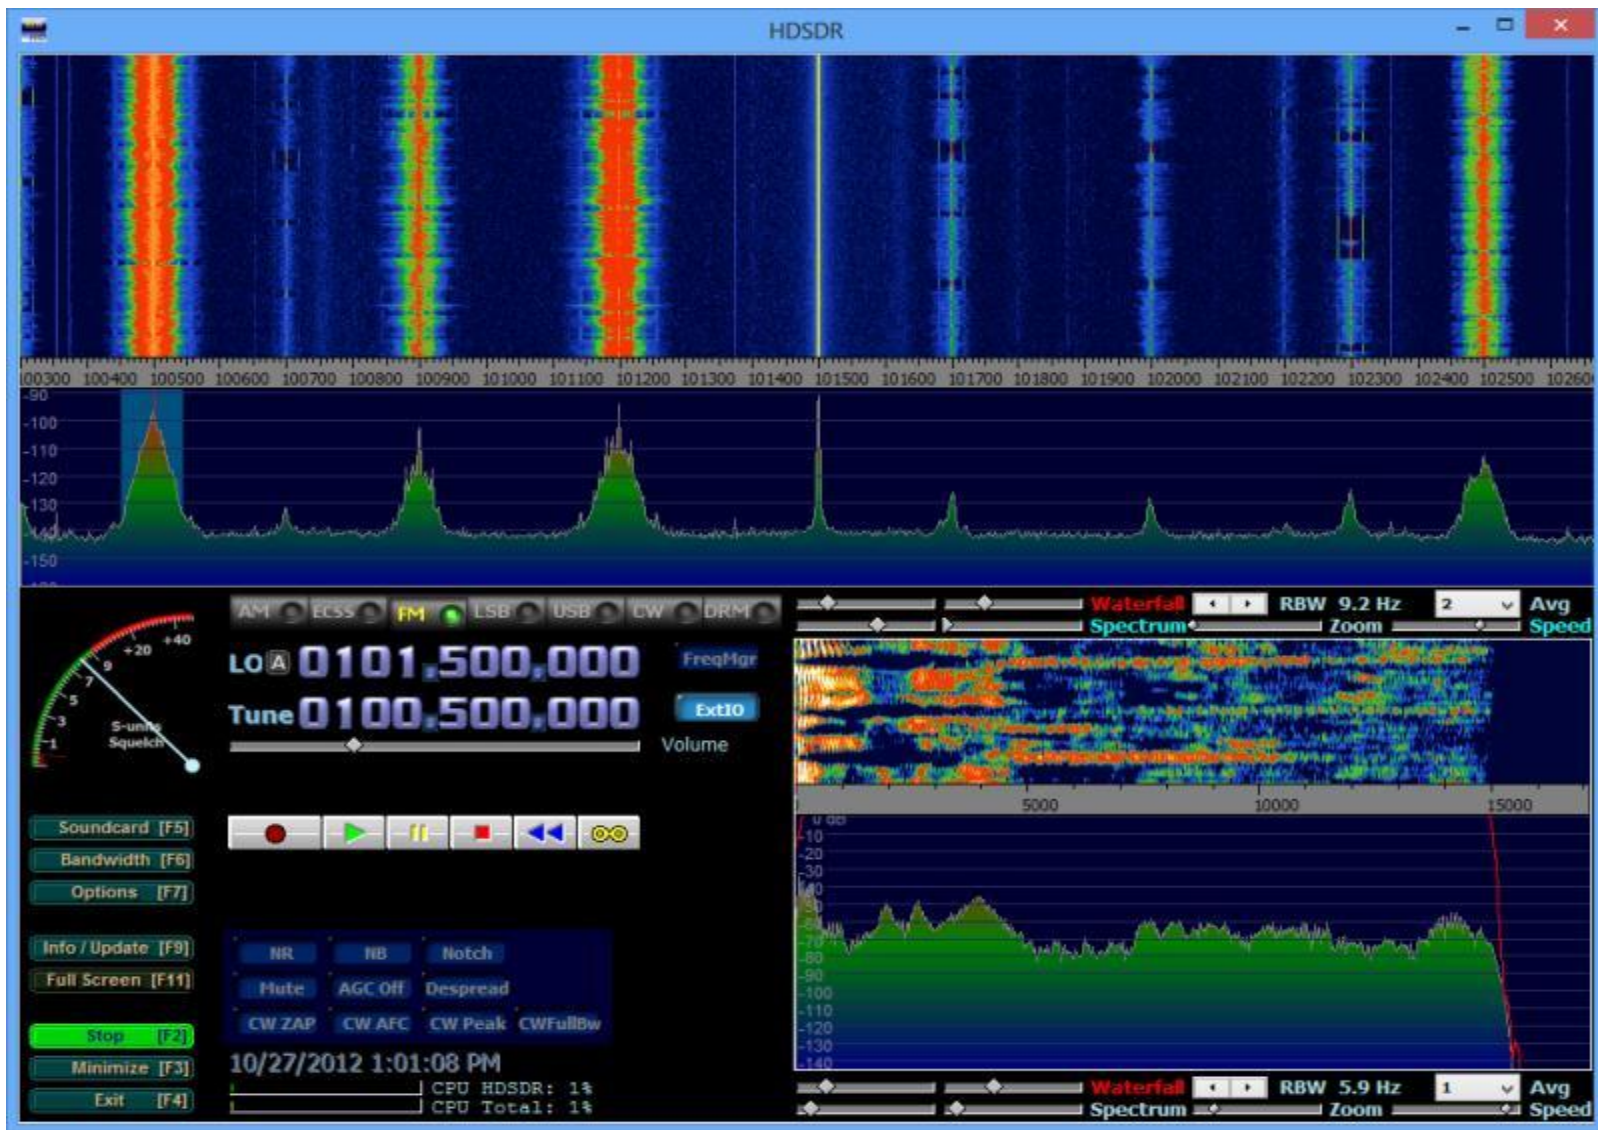 HDSDR
100300 100400 100500 100600 100700 100800 100900 101000 101100 101200 101300 101400 101500 101600 101700 101800 101900 102000 102100 102200 102300 102400 102500
-90
-100
-110
-120
-130
-140
-150
AM ECSS FM LSB USB CW DRM
Waterfall RBW 9.2 Hz 2 Avg
Spectrum Zoom Speed
+40
+20
9
7
5
3
1
S-units
Squelch
LO A 0101.500.000
FreqMgr
Tune 0100.500.000
ExtIO
Volume
5000 10000 15000
Soundcard [F5]
Bandwidth [F6]
Options [F7]
Info / Update [F9]
Full Screen [F11]
Stop [F2]
Minimize [F3]
Exit [F4]
NR NB Notch
Mute AGC Off Despread
CW ZAP CW AFC CW Peak CWFullBw
10/27/2012 1:01:08 PM
CPU HDSDR: 1%
CPU Total: 1%
0 dB
-10
-20
-30
-70
-80
-90
-100
-110
-120
-130
-140
Waterfall RBW 5.9 Hz 1 Avg
Spectrum Zoom Speed